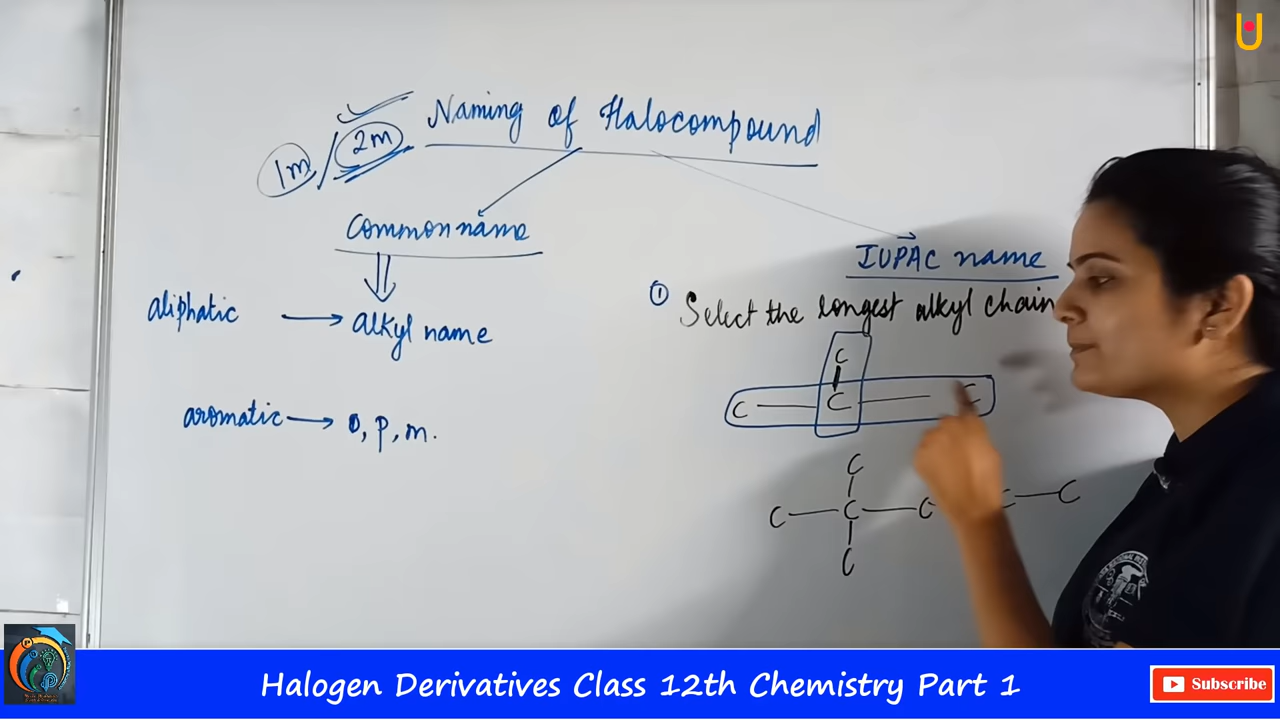 Naming of Halocompound
1m / 2m
Common name
IUPAC name
aliphatic → alkyl name
① Select the longest alkyl chain
C
C — C — C
aromatic → o, p, m.
C
C — C — C C — C
C
Halogen Derivatives Class 12th Chemistry Part 1
Subscribe